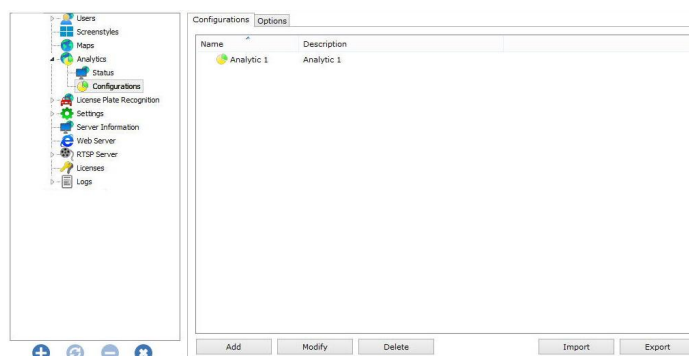 Users
Screenstyles
Maps
Analytics
Status
Configurations
License Plate Recognition
Settings
Server Information
Web Server
RTSP Server
Licenses
Logs
Configurations Options
Name Description
Analytic 1 Analytic 1
Add Modify Delete Import Export